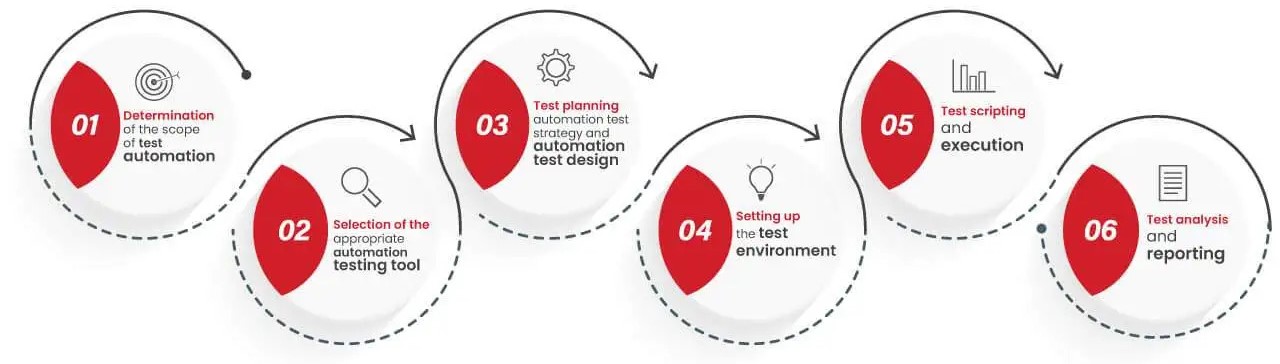 01
Determination
of the scope
of test
automation
02
Selection of the
appropriate
automation
testing tool
03
Test planning
automation test
strategy and
automation
test design
04
Setting up
the test
environment
05
Test scripting
and
execution
06
Test analysis
and
reporting